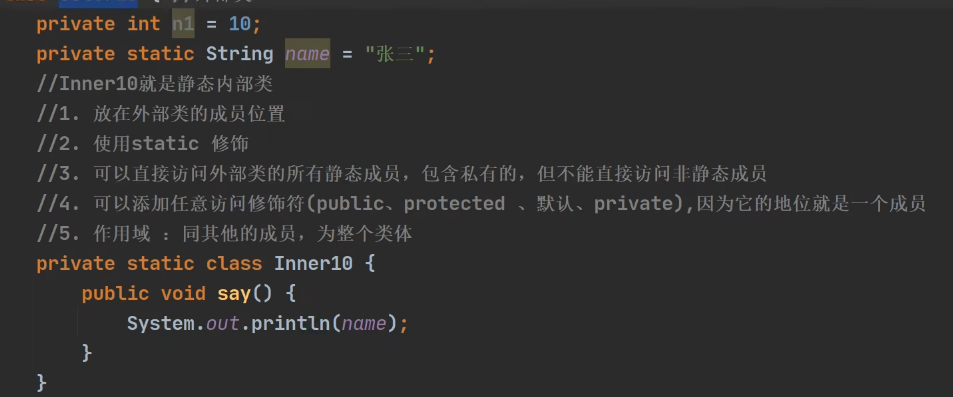 private int n1 = 10;
private static String name = "张三";
//Inner10就是静态内部类
//1. 放在外部类的成员位置
//2. 使用static 修饰
//3. 可以直接访问外部类的所有静态成员，包含私有的，但不能直接访问非静态成员
//4. 可以添加任意访问修饰符(public、protected 、默认、private),因为它的地位就是一个成员
//5. 作用域 ：同其他的成员，为整个类体
private static class Inner10 {
public void say() {
System.out.println(name);
}
}